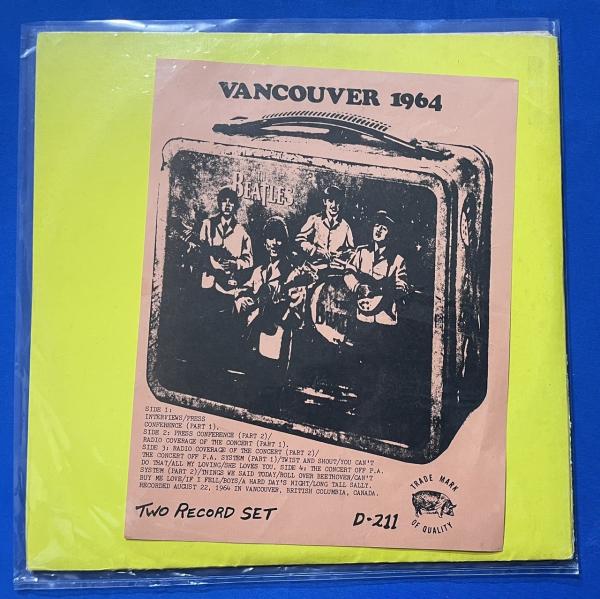 VANCOUVER 1964
THE
BEATLES
SIDE 1:
INTERVIEWS/PRESS
CONFERENCE (PART 1).
SIDE 2: PRESS CONFERENCE (PART 2)/
RADIO COVERAGE OF THE CONCERT (PART 1).
SIDE 3: RADIO COVERAGE OF THE CONCERT (PART 2)/
THE CONCERT OFF P.A. SYSTEM (PART 1)/TWIST AND SHOUT/YOU CAN'T
DO THAT/ALL MY LOVING/SHE LOVES YOU. SIDE 4: THE CONCERT OFF P.A.
SYSTEM (PART 2)/THINGS WE SAID TODAY/ROLL OVER BEETHOVEN/CAN'T
BUY ME LOVE/IF I FELL/BOYS/A HARD DAY'S NIGHT/LONG TALL SALLY.
RECORDED AUGUST 22, 1964 IN VANCOUVER, BRITISH COLUMBIA, CANADA.
TRADE MARK
OF QUALITY
TWO RECORD SET
D-211